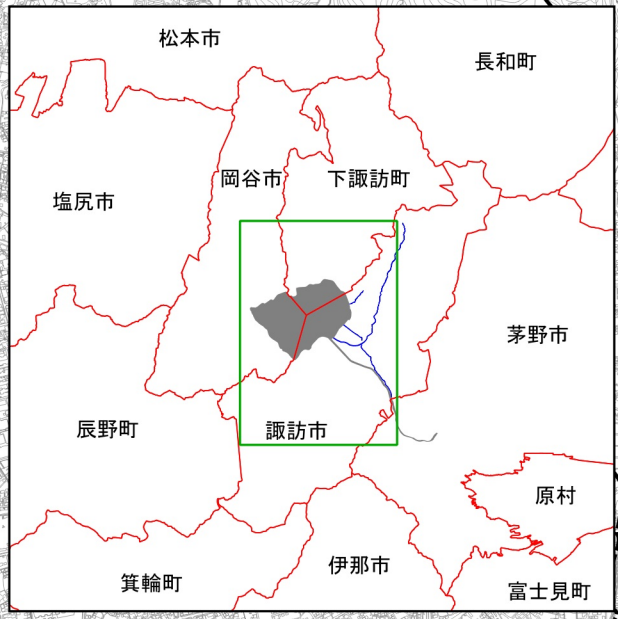 松本市
長和町
岡谷市
下諏訪町
塩尻市
茅野市
辰野町
諏訪市
原村
箕輪町
伊那市
富士見町